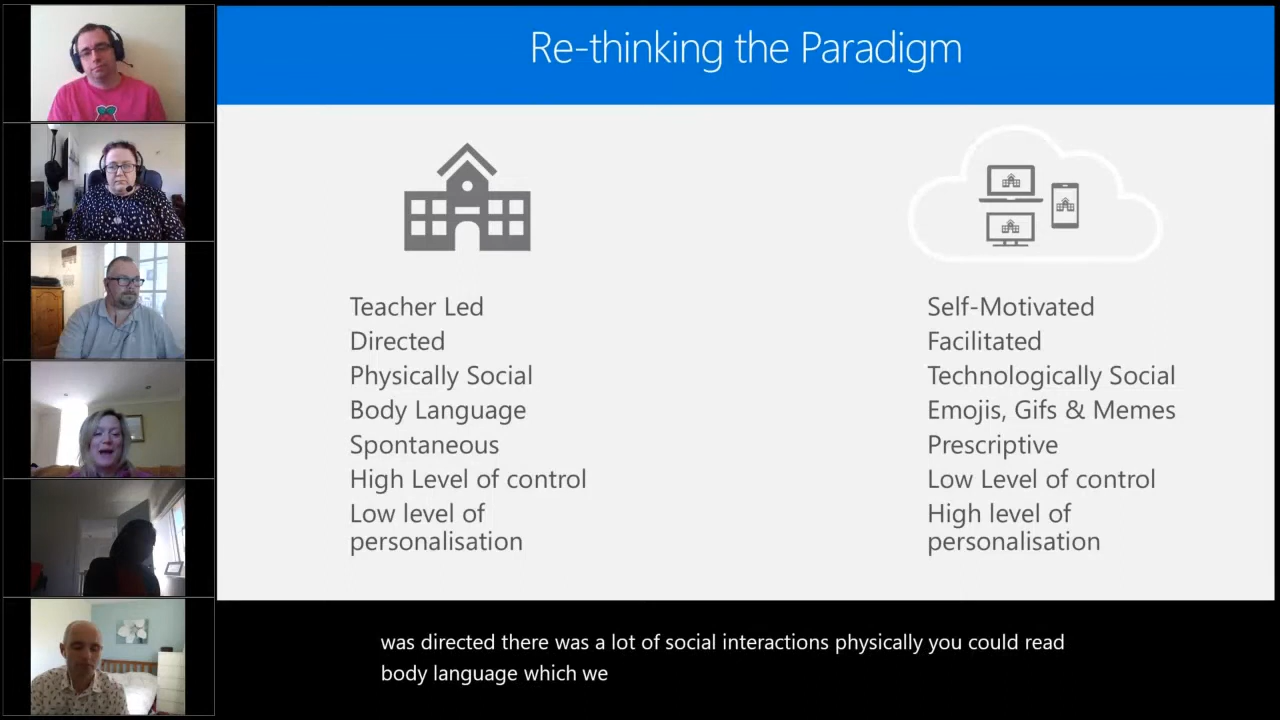 Re-thinking the Paradigm
Teacher Led
Directed
Physically Social
Body Language
Spontaneous
High Level of control
Low level of
personalisation
Self-Motivated
Facilitated
Technologically Social
Emojis, Gifs & Memes
Prescriptive
Low Level of control
High level of
personalisation
was directed there was a lot of social interactions physically you could read
body language which we